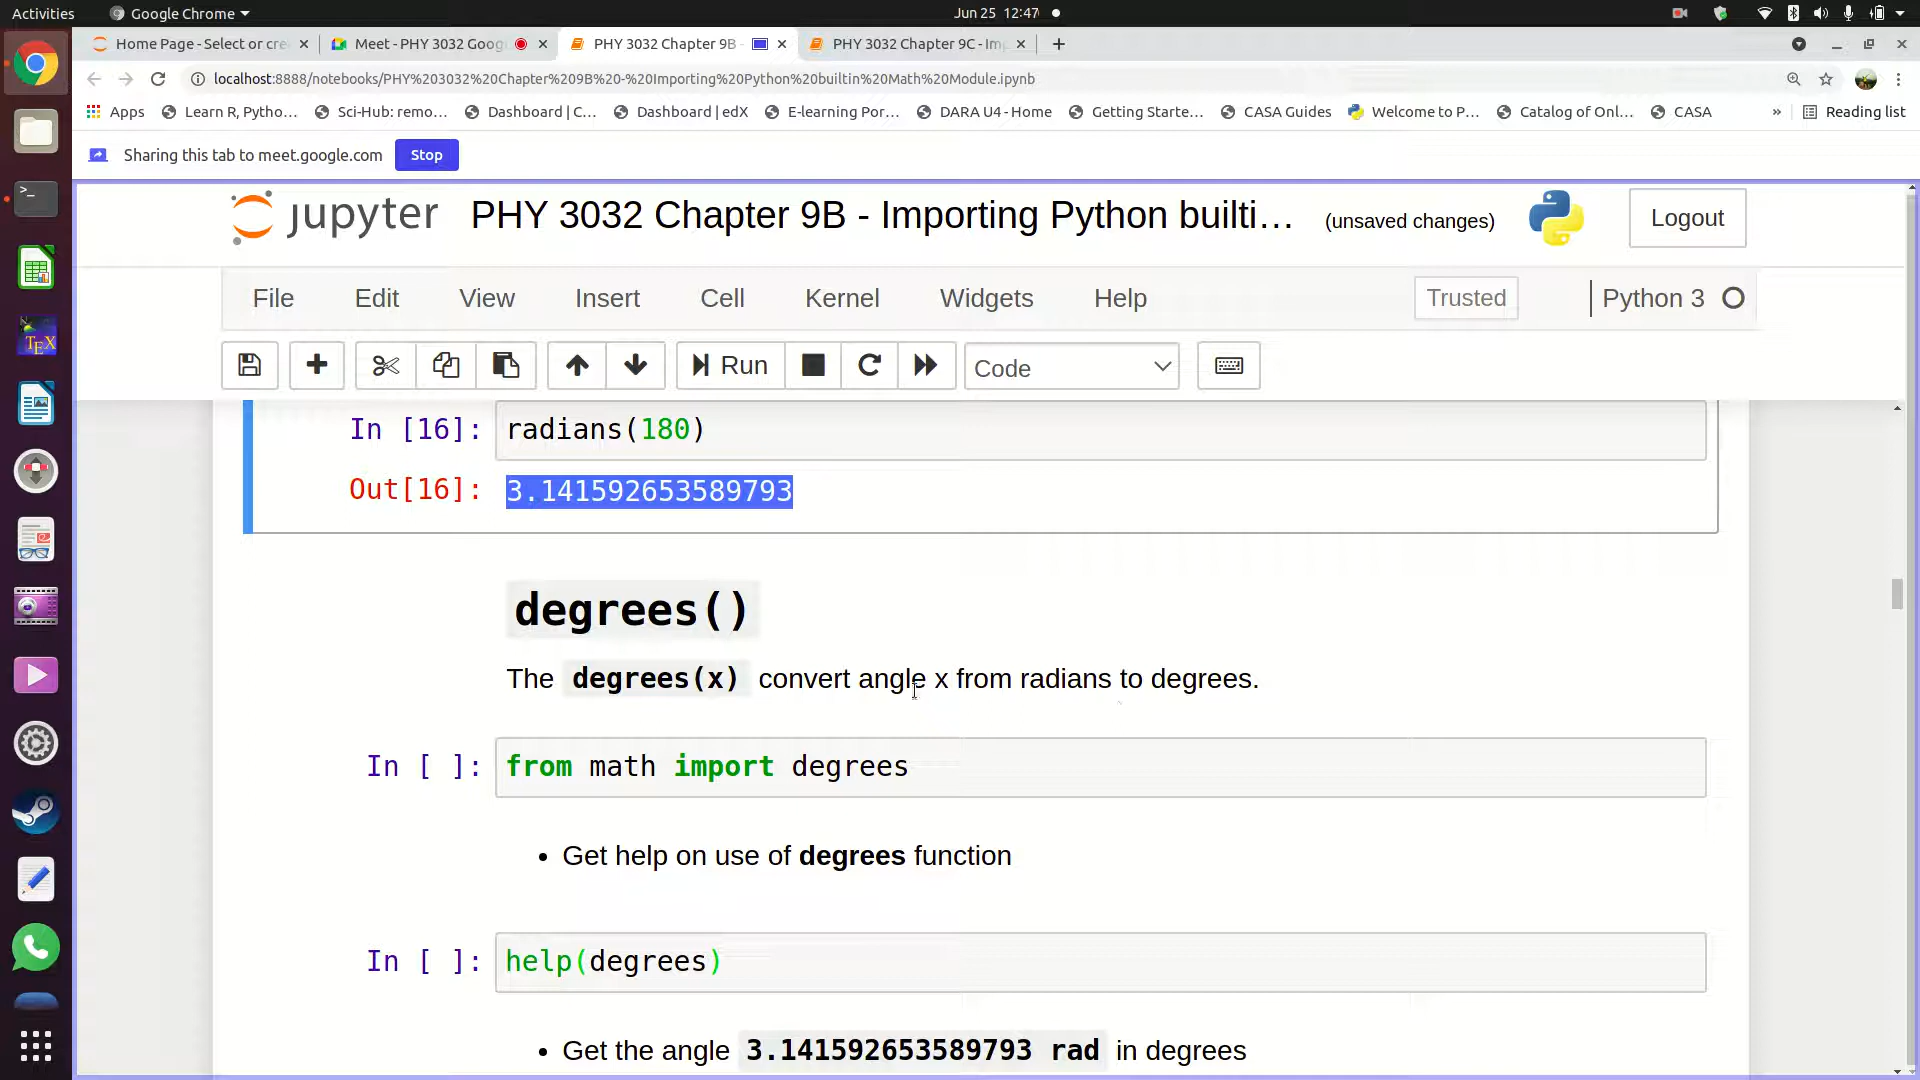 Activities Google Chrome Jun 25 12:47
Home Page - Select or cre
Meet - PHY 3032 Goog
PHY 3032 Chapter 9B -
PHY 3032 Chapter 9C - Im
localhost:8888/notebooks/PHY%203032%20Chapter%209B%20-%20Importing%20Python%20builtin%20Math%20Module.ipynb
Apps Learn R, Pytho... Sci-Hub: remo... Dashboard | C... Dashboard | edX E-learning Por... DARA U4 - Home Getting Starte... CASA Guides Welcome to P... Catalog of Onl... CASA » Reading list
Sharing this tab to meet.google.com Stop
jupyter PHY 3032 Chapter 9B - Importing Python builti... (unsaved changes) Logout
File Edit View Insert Cell Kernel Widgets Help Trusted Python 3
Run Code
In [16]: radians(180)
Out[16]: 3.141592653589793
degrees()
The degrees(x) convert angle x from radians to degrees.
In [ ]: from math import degrees
• Get help on use of degrees function
In [ ]: help(degrees)
• Get the angle 3.141592653589793 rad in degrees